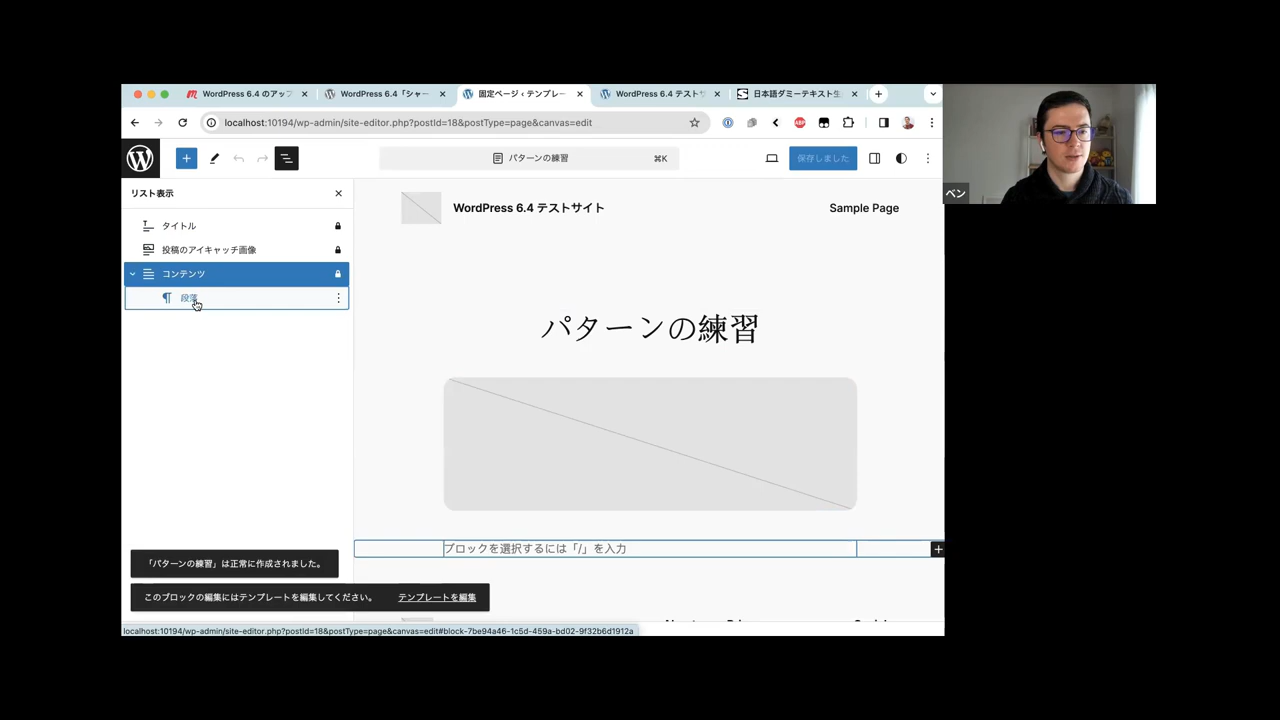 WordPress 6.4 のアップ
WordPress 6.4「シャー
固定ページ ‹ テンプレー
WordPress 6.4 テストサ
日本語ダミーテキスト生
localhost:10194/wp-admin/site-editor.php?postId=18&postType=page&canvas=edit
ABP
パターンの練習
⌘K
保存しました
ベン
リスト表示
WordPress 6.4 テストサイト
Sample Page
タイトル
投稿のアイキャッチ画像
コンテンツ
段落
パターンの練習
ブロックを選択するには「/」を入力
「パターンの練習」は正常に作成されました。
このブロックの編集にはテンプレートを編集してください。
テンプレートを編集
localhost:10194/wp-admin/site-editor.php?postId=18&postType=page&canvas=edit#block-7be94a46-1c5d-459a-bd02-9f32b6d1912a